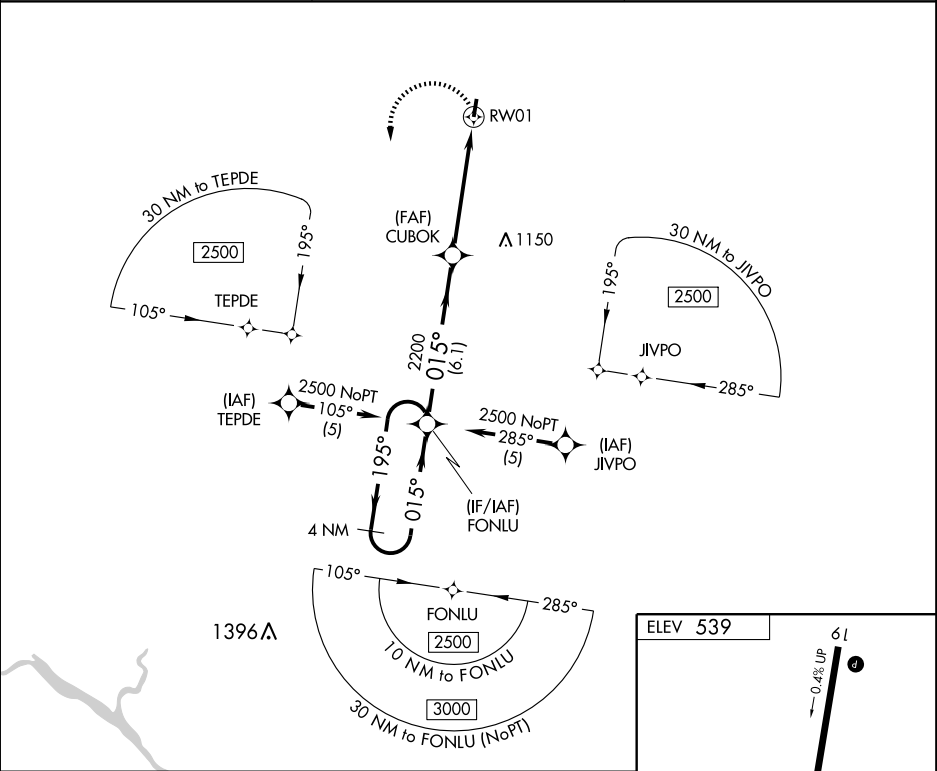 RW01
30 NM to TEPDE
2500
195°
105°
TEPDE
(FAF)
CUBOK
1150
30 NM to JIVPO
195°
2500
JIVPO
285°
2200
015°
(6.1)
(IAF)
TEPDE
2500 NoPT
105°
(5)
2500 NoPT
285°
(5)
(IAF)
JIVPO
195°
015°
(IF/IAF)
FONLU
4 NM
105°
285°
FONLU
2500
10 NM to FONLU
3000
30 NM to FONLU (NoPT)
1396
ELEV 539
19
0.4% UP
P